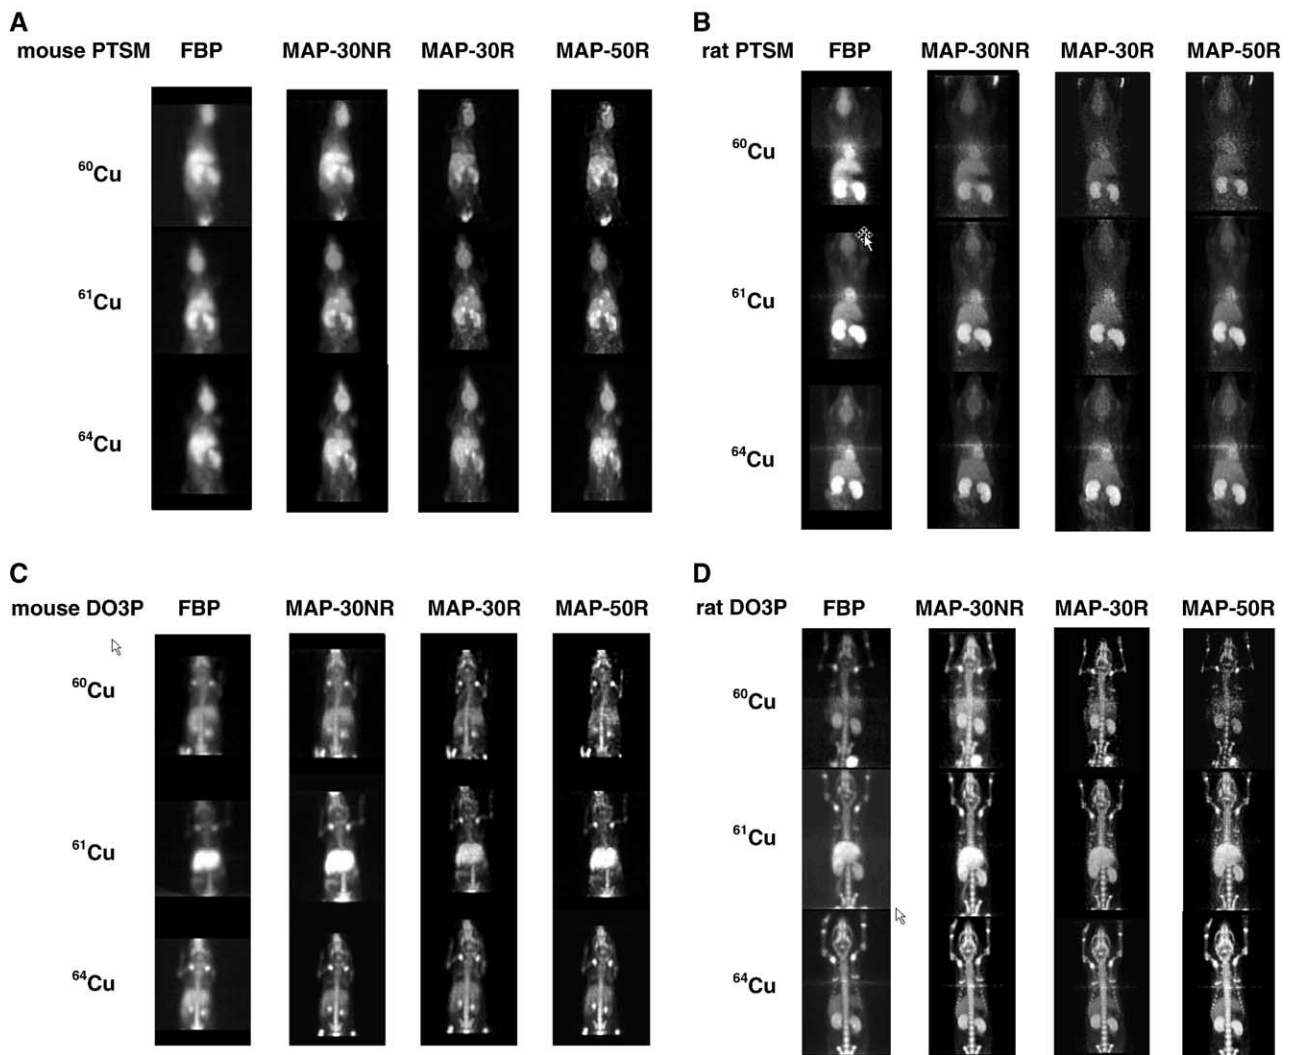 A
mouse PTSM FBP MAP-30NR MAP-30R MAP-50R
60Cu
61Cu
64Cu
B
rat PTSM FBP MAP-30NR MAP-30R MAP-50R
60Cu
61Cu
64Cu
C
mouse DO3P FBP MAP-30NR MAP-30R MAP-50R
60Cu
61Cu
64Cu
D
rat DO3P FBP MAP-30NR MAP-30R MAP-50R
60Cu
61Cu
64Cu